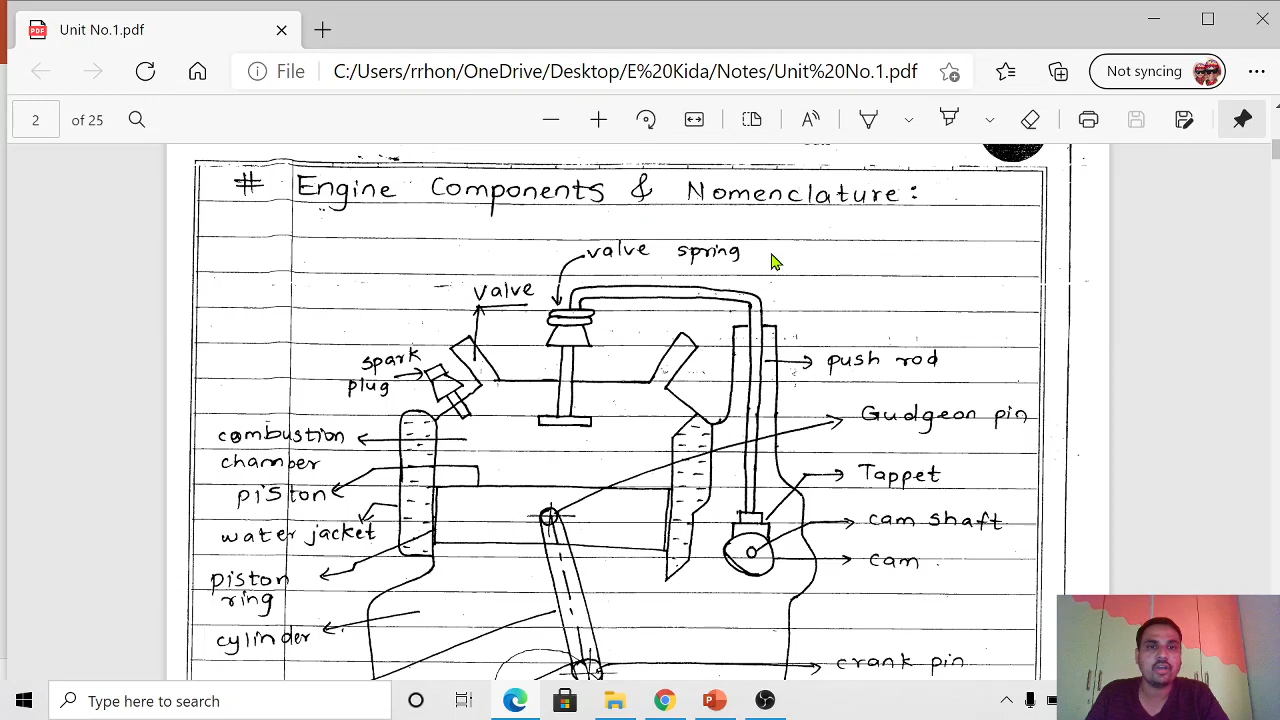 Unit No.1.pdf
File
C:/Users/rrhon/OneDrive/Desktop/E%20Kida/Notes/Unit%20No.1.pdf
Not syncing
2 of 25
# Engine Components & Nomenclature:
valve spring
valve
spark
plug
push rod
Gudgeon pin
combustion
chamber
Tappet
piston
cam shaft
water jacket
cam
piston
ring
cylinder
crank pin
Type here to search